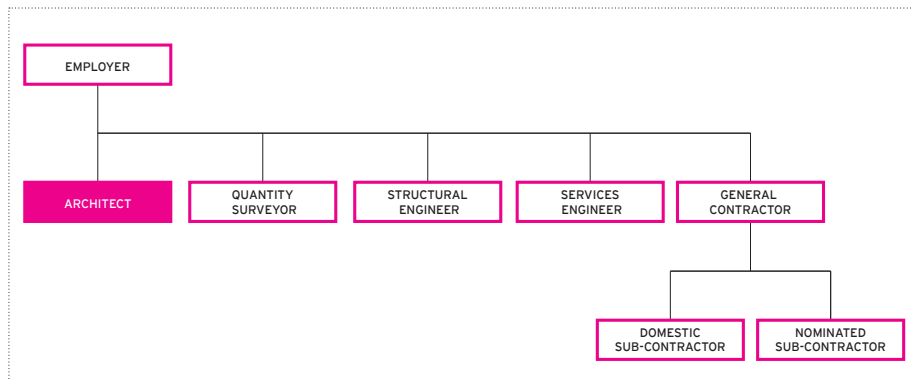 EMPLOYER
ARCHITECT
QUANTITY
SURVEYOR
STRUCTURAL
ENGINEER
SERVICES
ENGINEER
GENERAL
CONTRACTOR
DOMESTIC
SUB-CONTRACTOR
NOMINATED
SUB-CONTRACTOR